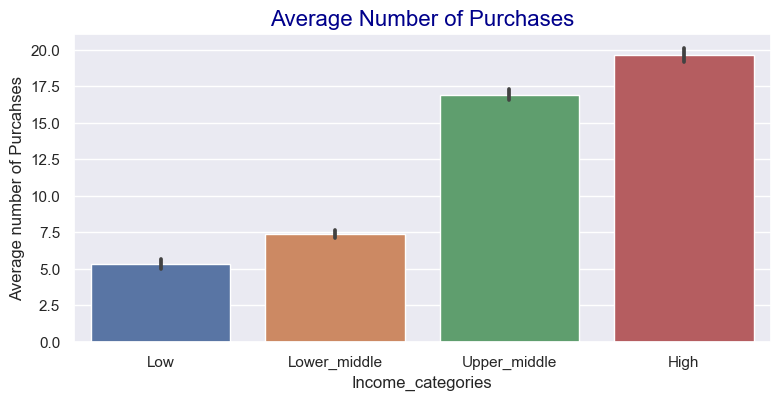 Average Number of Purchases
Average number of Purcahses
20.0
17.5
15.0
12.5
10.0
7.5
5.0
2.5
0.0
Low Lower_middle Upper_middle High
Income_categories